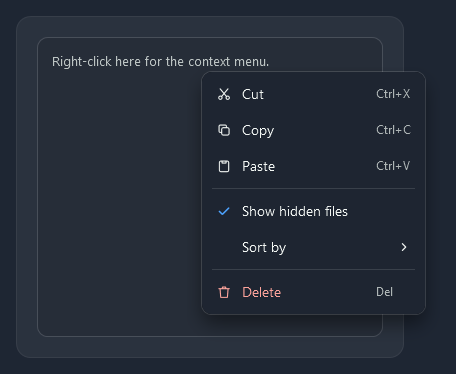 Right-click here for the context menu.
Cut Ctrl+X
Copy Ctrl+C
Paste Ctrl+V
Show hidden files
Sort by
Delete Del